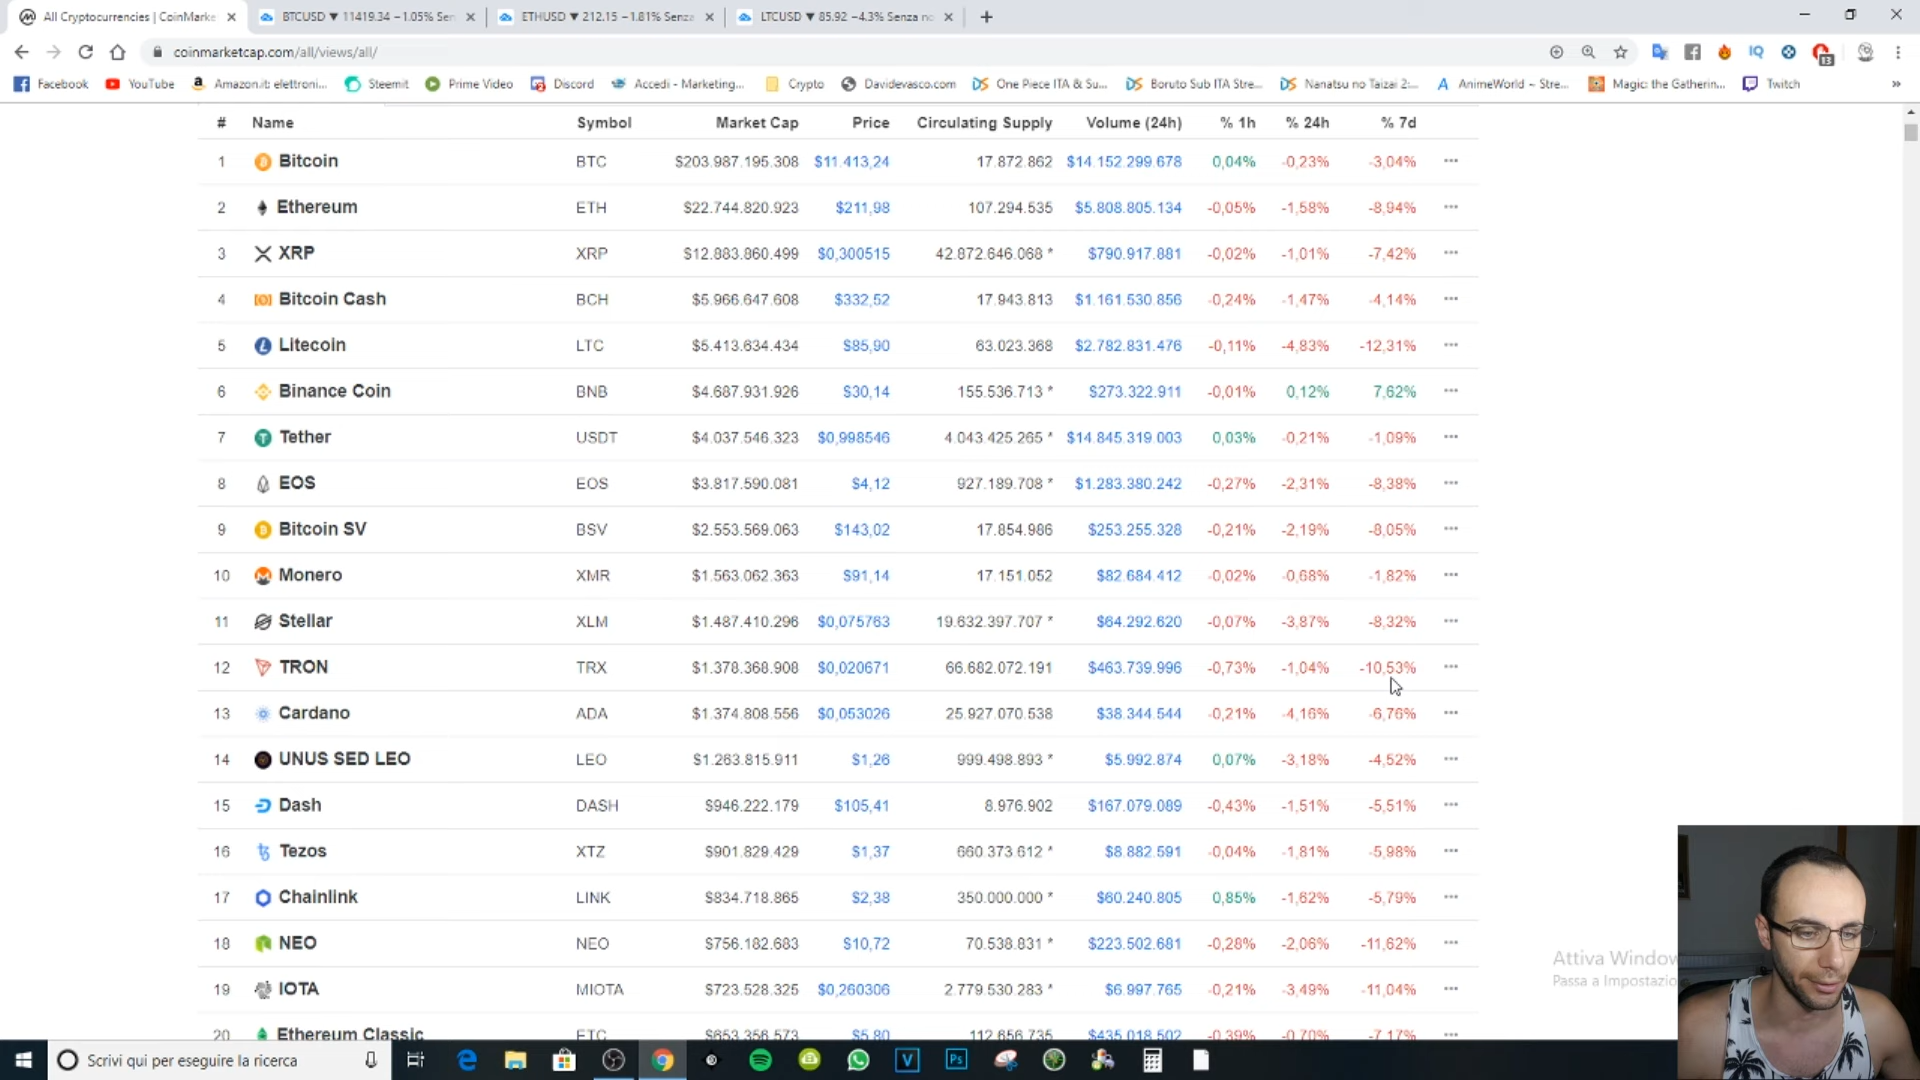 All Cryptocurrencies | CoinMarke
BTCUSD ▼ 11419.34 −1.05% Sen
ETHUSD ▼ 212.15 −1.81% Senza
LTCUSD ▼ 85.92 −4.3% Senza no
coinmarketcap.com/all/views/all/
IQ
13
Facebook YouTube Amazon.it: elettroni... Steemit Prime Video Discord Accedi - Marketing... Crypto Davidevasco.com One Piece ITA & Su... Boruto Sub ITA Stre... Nanatsu no Taizai 2:... AnimeWorld ~ Stre... Magic: the Gatherin... Twitch »
# Name Symbol Market Cap Price Circulating Supply Volume (24h) % 1h % 24h % 7d
1 Bitcoin BTC $203.987.195.308 $11.413,24 17.872.862 $14.152.299.678 0,04% -0,23% -3,04% ...
2 Ethereum ETH $22.744.820.923 $211,98 107.294.535 $5.808.805.134 -0,05% -1,58% -8,94% ...
3 XRP XRP $12.883.860.499 $0,300515 42.872.646.068 * $790.917.881 -0,02% -1,01% -7,42% ...
4 Bitcoin Cash BCH $5.966.647.608 $332,52 17.943.813 $1.161.530.856 -0,24% -1,47% -4,14% ...
5 Litecoin LTC $5.413.634.434 $85,90 63.023.368 $2.782.831.476 -0,11% -4,83% -12,31% ...
6 Binance Coin BNB $4.687.931.926 $30,14 155.536.713 * $273.322.911 -0,01% 0,12% 7,62% ...
7 Tether USDT $4.037.546.323 $0,998546 4.043.425.265 * $14.845.319.003 0,03% -0,21% -1,09% ...
8 EOS EOS $3.817.590.081 $4,12 927.189.708 * $1.283.380.242 -0,27% -2,31% -8,38% ...
9 Bitcoin SV BSV $2.553.569.063 $143,02 17.854.986 $253.255.328 -0,21% -2,19% -8,05% ...
10 Monero XMR $1.563.062.363 $91,14 17.151.052 $82.684.412 -0,02% -0,68% -1,82% ...
11 Stellar XLM $1.487.410.296 $0,075763 19.632.397.707 * $64.292.620 -0,07% -3,87% -8,32% ...
12 TRON TRX $1.378.368.908 $0,020671 66.682.072.191 $463.739.996 -0,73% -1,04% -10,53% ...
13 Cardano ADA $1.374.808.556 $0,053026 25.927.070.538 $38.344.544 -0,21% -4,16% -6,76% ...
14 UNUS SED LEO LEO $1.263.815.911 $1,26 999.498.893 * $5.992.874 0,07% -3,18% -4,52% ...
15 Dash DASH $946.222.179 $105,41 8.976.902 $167.079.089 -0,43% -1,51% -5,51% ...
16 Tezos XTZ $901.829.429 $1,37 660.373.612 * $8.882.591 -0,04% -1,81% -5,98% ...
17 Chainlink LINK $834.718.865 $2,38 350.000.000 * $60.240.805 0,85% -1,62% -5,79% ...
18 NEO NEO $756.182.683 $10,72 70.538.831 * $223.502.681 -0,28% -2,06% -11,62% ...
19 IOTA MIOTA $723.528.325 $0,260306 2.779.530.283 * $6.997.765 -0,21% -3,49% -11,04% ...
20 Ethereum Classic ETC $653.356.573 $5,80 112.656.735 $435.018.502 -0,39% -0,70% -7,17% ...
Attiva Window
Passa a Impostazio
Scrivi qui per eseguire la ricerca
V
Ps